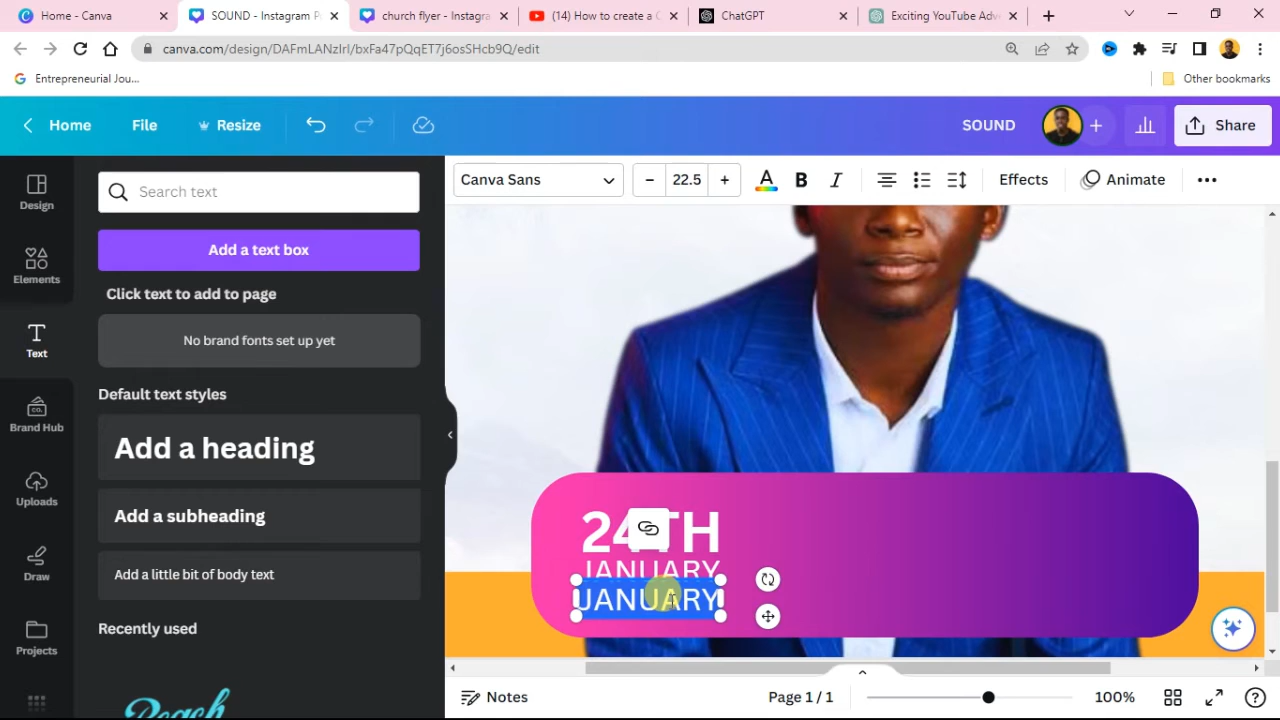 Home - Canva
SOUND - Instagram P
church flyers - Instagra
(14) How to create a C
ChatGPT
Exciting YouTube Adv
canva.com/design/DAFmLANzIrI/bxFa47pQqET7j6osSHcb9Q/edit
Entrepreneurial Jou...
Other bookmarks
Home
File
Resize
SOUND
Share
Search text
Canva Sans
22.5
Effects
Animate
Design
Elements
Text
Brand Hub
Uploads
Draw
Projects
Add a text box
Click text to add to page
No brand fonts set up yet
Default text styles
Add a heading
Add a subheading
Add a little bit of body text
Recently used
Peach
24TH
JANUARY
JANUARY
Notes
Page 1 / 1
100%